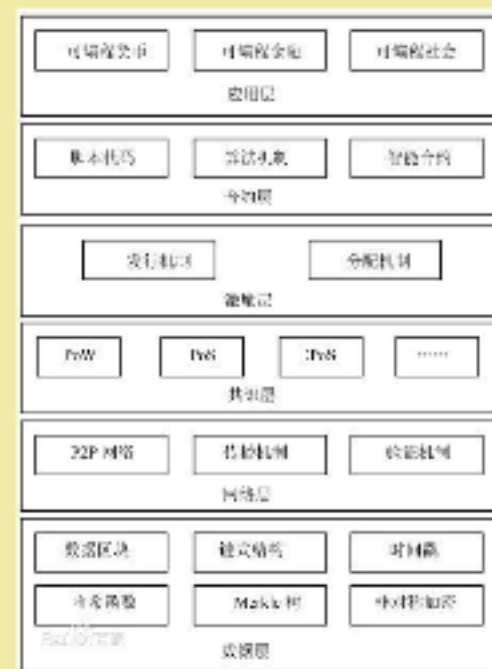 可编程货币 可编程金融 可编程社会
应用层
脚本代码 算法机制 智能合约
合约层
发行机制 分配机制
激励层
PoW PoS DPoS ……
共识层
P2P 网络 传播机制 验证机制
网络层
数据区块 链式结构 时间戳
哈希函数 Merkle 树 非对称加密
数据层